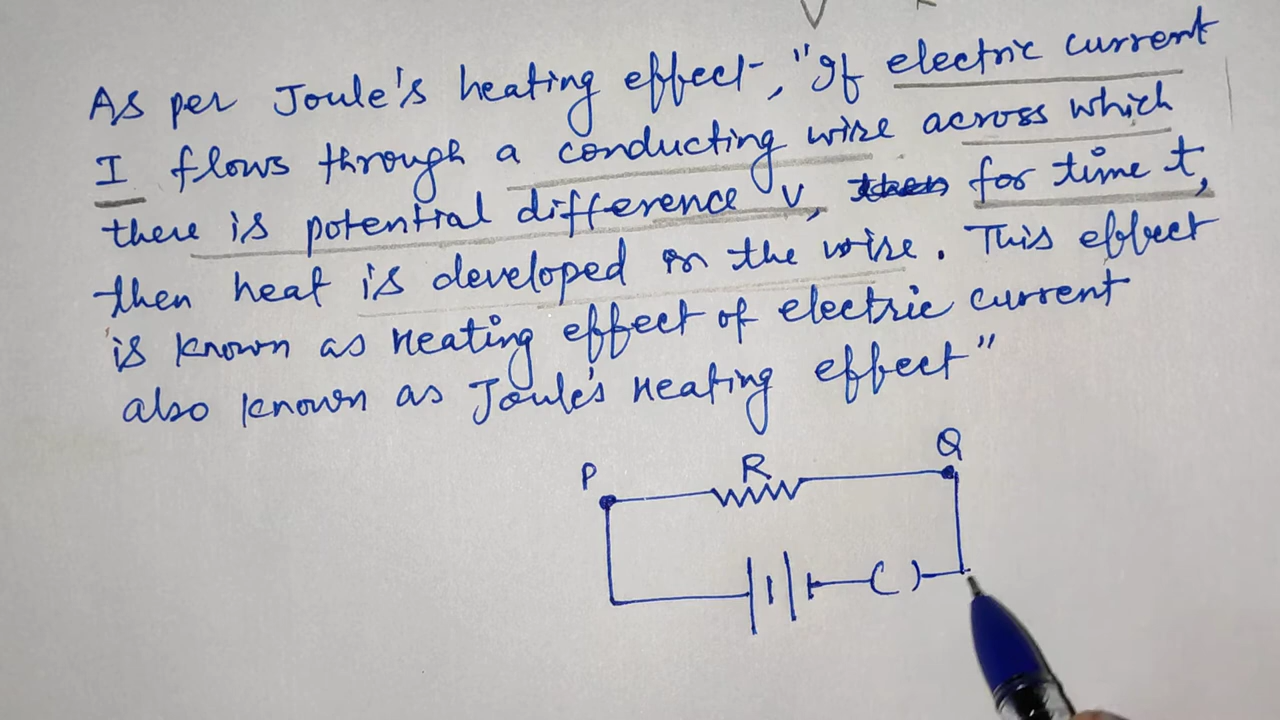 As per Joule's heating effect, "If electric current
I flows through a conducting wire across which
there is potential difference V, then for time t,
then heat is developed in the wire. This effect
is known as Heating effect of electric current
also known as Joule's Heating effect"
P R Q